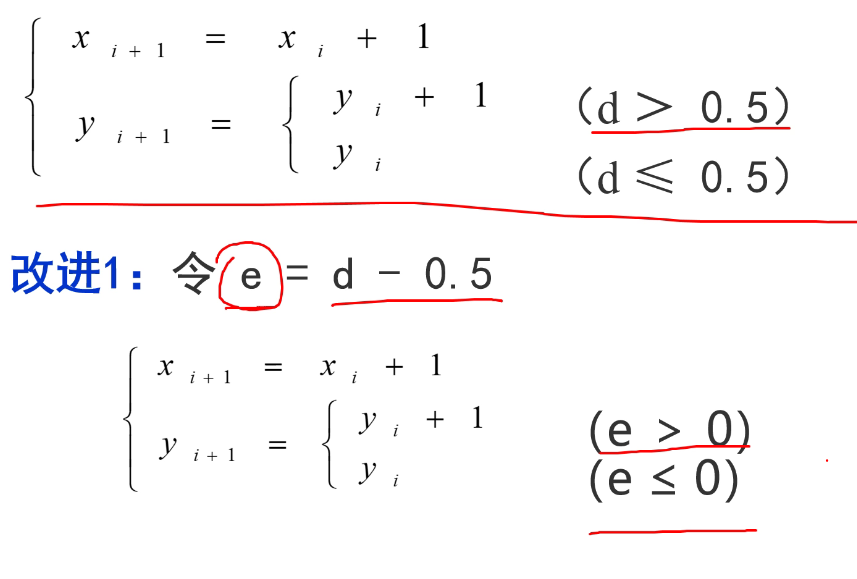 x i + 1 = x i + 1
y i + 1 = { y i + 1 (d > 0.5)
y i (d ≤ 0.5)
改进1：令 e = d - 0.5
x i + 1 = x i + 1
y i + 1 = { y i + 1 (e > 0)
y i (e ≤ 0)